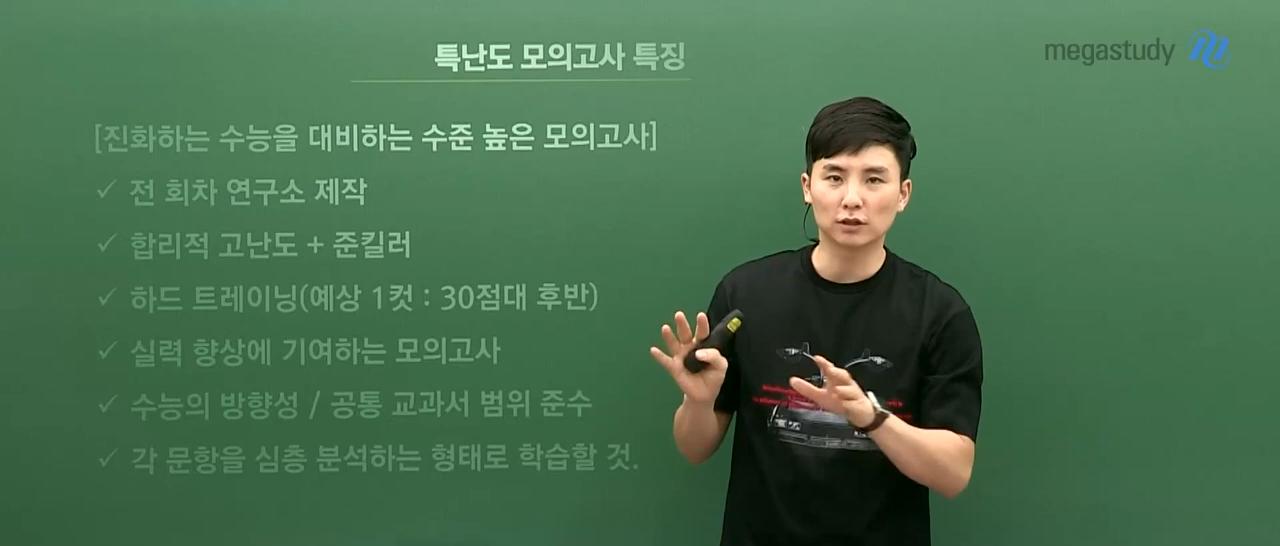 특난도 모의고사 특징
megastudy
[진화하는 수능을 대비하는 수준 높은 모의고사]
✓ 전 회차 연구소 제작
✓ 합리적 고난도 + 준킬러
✓ 하드 트레이닝(예상 1컷 : 30점대 후반)
✓ 실력 향상에 기여하는 모의고사
✓ 수능의 방향성 / 공통 교과서 범위 준수
✓ 각 문항을 심층 분석하는 형태로 학습할 것.